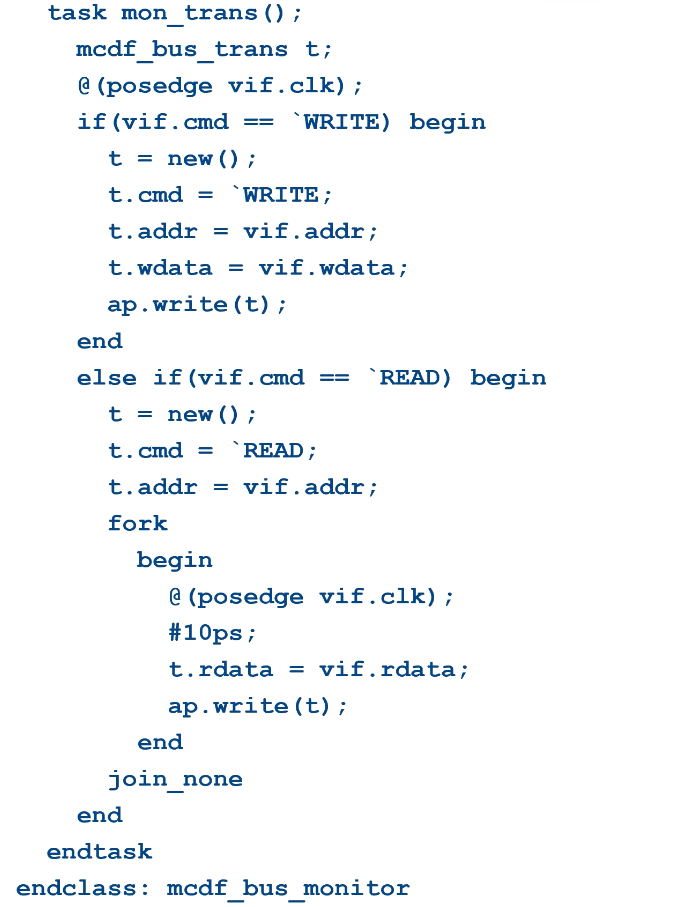 task mon_trans();
mcdf_bus_trans t;
@(posedge vif.clk);
if(vif.cmd == `WRITE) begin
t = new();
t.cmd = `WRITE;
t.addr = vif.addr;
t.wdata = vif.wdata;
ap.write(t);
end
else if(vif.cmd == `READ) begin
t = new();
t.cmd = `READ;
t.addr = vif.addr;
fork
begin
@(posedge vif.clk);
#10ps;
t.rdata = vif.rdata;
ap.write(t);
end
join_none
end
endtask
endclass: mcdf_bus_monitor